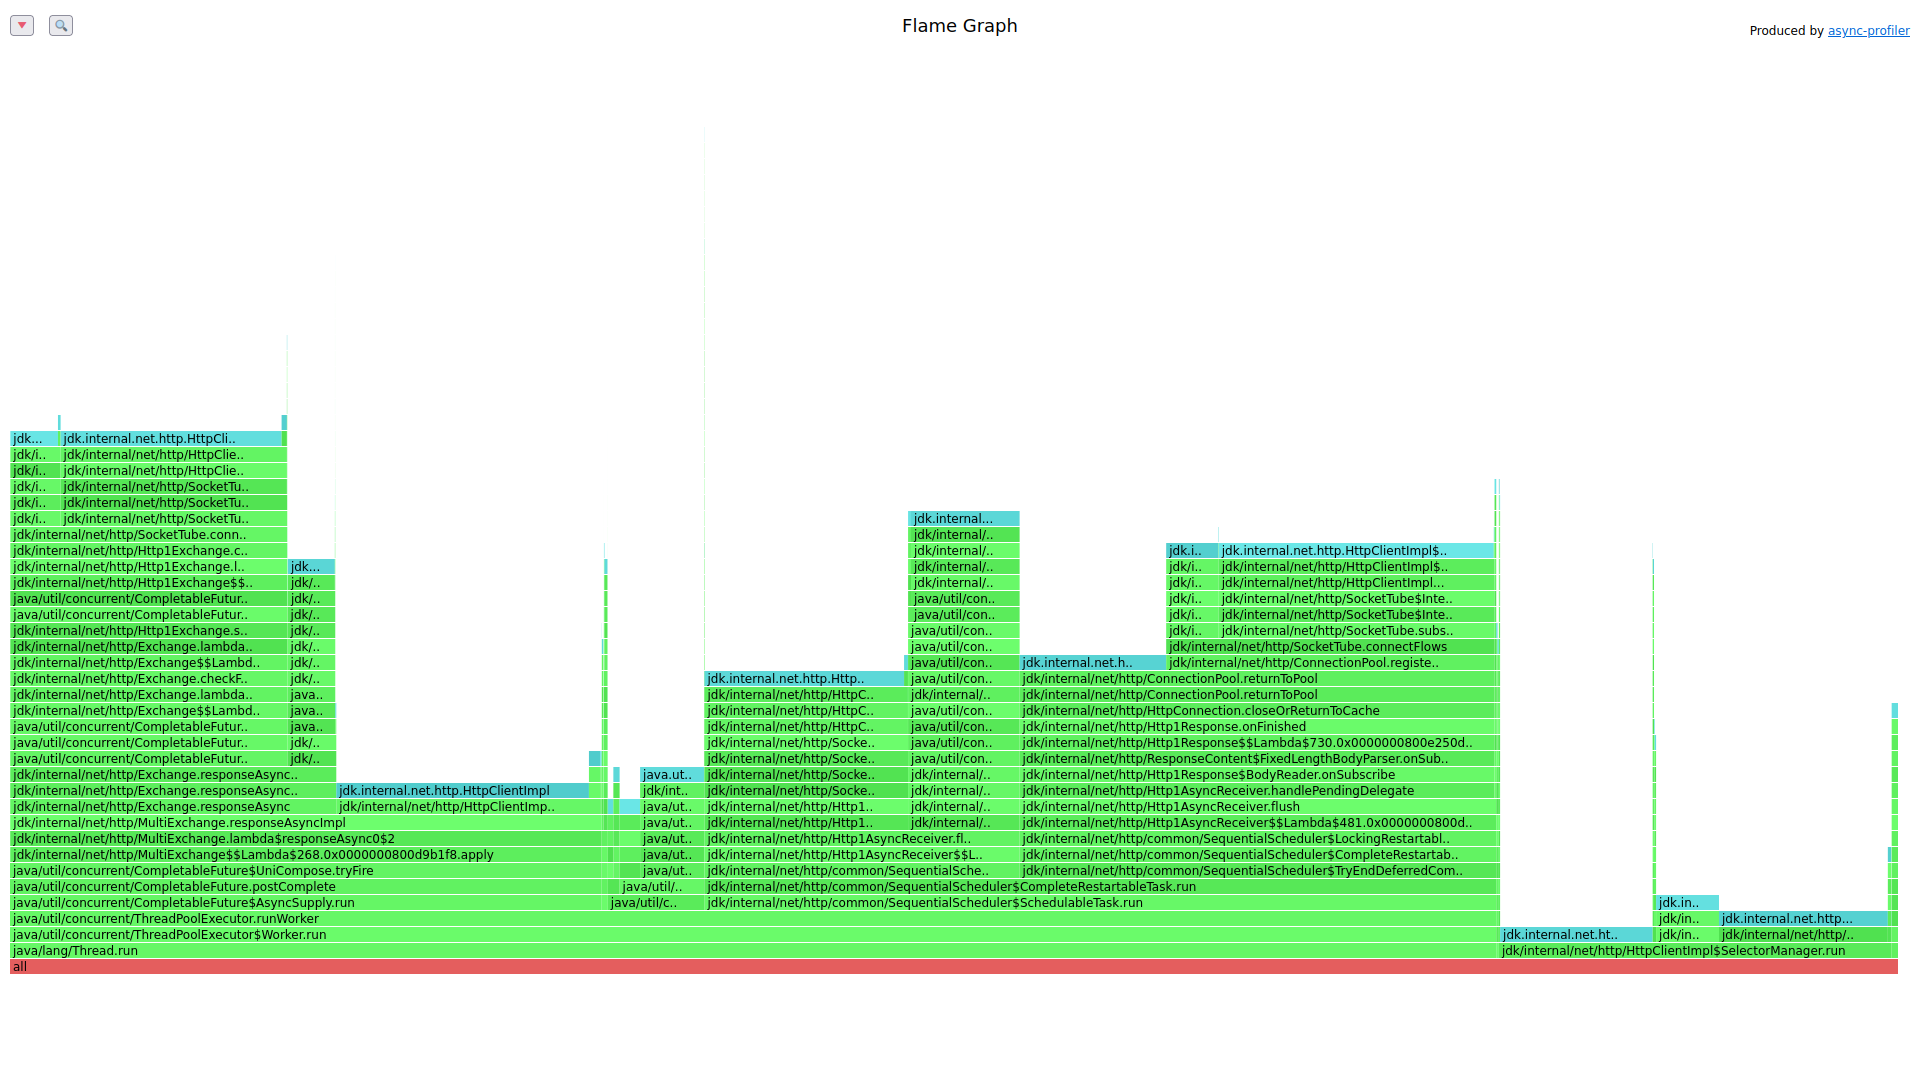 Flame Graph
Produced by async-profiler
jdk... jdk.internal.net.http.HttpCli..
jdk/i.. jdk/internal/net/http/HttpClie..
jdk/i.. jdk/internal/net/http/HttpClie..
jdk/i.. jdk/internal/net/http/SocketTu..
jdk/i.. jdk/internal/net/http/SocketTu..
jdk/i.. jdk/internal/net/http/SocketTu.. jdk.internal...
jdk/internal/net/http/SocketTube.conn.. jdk/internal/..
jdk/internal/net/http/Http1Exchange.c.. jdk/internal/.. jdk.i.. jdk.internal.net.http.HttpClientImpl$..
jdk/internal/net/http/Http1Exchange.l.. jdk... jdk/internal/.. jdk/i.. jdk/internal/net/http/HttpClientImpl$..
jdk/internal/net/http/Http1Exchange$$.. jdk/.. jdk/internal/.. jdk/i.. jdk/internal/net/http/HttpClientImpl...
java/util/concurrent/CompletableFutur.. jdk/.. java/util/con.. jdk/i.. jdk/internal/net/http/SocketTube$Inte..
java/util/concurrent/CompletableFutur.. jdk/.. java/util/con.. jdk/i.. jdk/internal/net/http/SocketTube$Inte..
jdk/internal/net/http/Http1Exchange.s.. jdk/.. java/util/con.. jdk/i.. jdk/internal/net/http/SocketTube.subs..
jdk/internal/net/http/Exchange.lambda.. jdk/.. java/util/con.. jdk/internal/net/http/SocketTube.connectFlows
jdk/internal/net/http/Exchange$$Lambd.. jdk/.. java/util/con.. jdk.internal.net.h.. jdk/internal/net/http/ConnectionPool.registe..
jdk/internal/net/http/Exchange.checkF.. jdk/.. jdk.internal.net.http.Http.. java/util/con.. jdk/internal/net/http/ConnectionPool.returnToPool
jdk/internal/net/http/Exchange.lambda.. java.. jdk/internal/net/http/HttpC.. jdk/internal/.. jdk/internal/net/http/ConnectionPool.returnToPool
jdk/internal/net/http/Exchange$$Lambd.. java.. jdk/internal/net/http/HttpC.. java/util/con.. jdk/internal/net/http/HttpConnection.closeOrReturnToCache
java/util/concurrent/CompletableFutur.. java.. jdk/internal/net/http/HttpC.. java/util/con.. jdk/internal/net/http/Http1Response.onFinished
java/util/concurrent/CompletableFutur.. jdk/.. jdk/internal/net/http/Socke.. java/util/con.. jdk/internal/net/http/Http1Response$$Lambda$730.0x0000000800e250d..
java/util/concurrent/CompletableFutur.. jdk/.. jdk/internal/net/http/Socke.. java/util/con.. jdk/internal/net/http/ResponseContent$FixedLengthBodyParser.onSub..
jdk/internal/net/http/Exchange.responseAsync.. java.ut.. jdk/internal/net/http/Socke.. jdk/internal/.. jdk/internal/net/http/Http1Response$BodyReader.onSubscribe
jdk/internal/net/http/Exchange.responseAsync.. jdk.internal.net.http.HttpClientImpl jdk/int.. jdk/internal/net/http/Socke.. jdk/internal/.. jdk/internal/net/http/Http1AsyncReceiver.handlePendingDelegate
jdk/internal/net/http/Exchange.responseAsync jdk/internal/net/http/HttpClientImp.. java/ut.. jdk/internal/net/http/Http1.. jdk/internal/.. jdk/internal/net/http/Http1AsyncReceiver.flush
jdk/internal/net/http/MultiExchange.responseAsyncImpl java/ut.. jdk/internal/net/http/Http1.. jdk/internal/.. jdk/internal/net/http/Http1AsyncReceiver$$Lambda$481.0x0000000800d..
jdk/internal/net/http/MultiExchange.lambda$responseAsync0$2 java/ut.. jdk/internal/net/http/Http1AsyncReceiver.fl.. jdk/internal/net/http/common/SequentialScheduler$LockingRestartabl..
jdk/internal/net/http/MultiExchange$$Lambda$268.0x0000000800d9b1f8.apply java/ut.. jdk/internal/net/http/Http1AsyncReceiver$$L.. jdk/internal/net/http/common/SequentialScheduler$CompleteRestartab..
java/util/concurrent/CompletableFuture$UniCompose.tryFire java/ut.. jdk/internal/net/http/common/SequentialSche.. jdk/internal/net/http/common/SequentialScheduler$TryEndDeferredCom..
java/util/concurrent/CompletableFuture.postComplete java/util/.. jdk/internal/net/http/common/SequentialScheduler$CompleteRestartableTask.run
java/util/concurrent/CompletableFuture$AsyncSupply.run java/util/c.. jdk/internal/net/http/common/SequentialScheduler$SchedulableTask.run jdk.in..
java/util/concurrent/ThreadPoolExecutor.runWorker jdk/in.. jdk.internal.net.http...
java/util/concurrent/ThreadPoolExecutor$Worker.run jdk.internal.net.ht.. jdk/in.. jdk/internal/net/http/..
java/lang/Thread.run jdk/internal/net/http/HttpClientImpl$SelectorManager.run
all